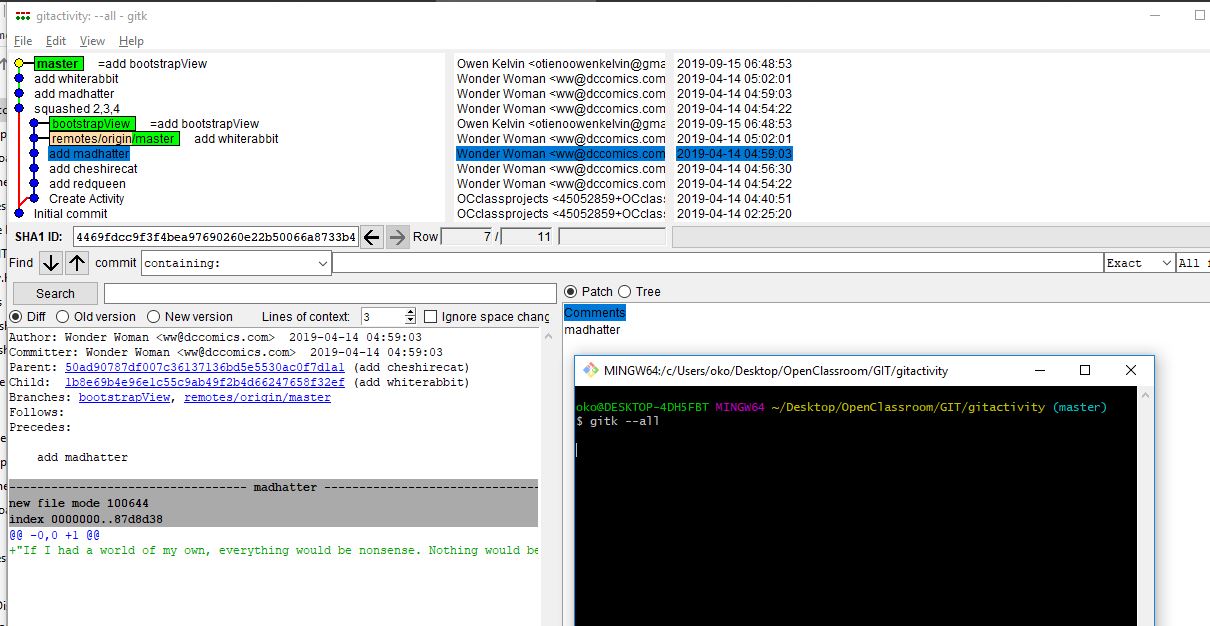 gitactivity: --all - gitk
File Edit View Help
master =add bootstrapView Owen Kelvin <otienoowenkelvin@gma 2019-09-15 06:48:53
add whiterabbit Wonder Woman <ww@dccomics.com 2019-04-14 05:02:01
add madhatter Wonder Woman <ww@dccomics.com 2019-04-14 04:59:03
squashed 2,3,4 Wonder Woman <ww@dccomics.com 2019-04-14 04:54:22
bootstrapView =add bootstrapView Owen Kelvin <otienoowenkelvin@gma 2019-09-15 06:48:53
remotes/origin/master add whiterabbit Wonder Woman <ww@dccomics.com 2019-04-14 05:02:01
add madhatter Wonder Woman <ww@dccomics.com 2019-04-14 04:59:03
add cheshirecat Wonder Woman <ww@dccomics.com 2019-04-14 04:56:30
add redqueen Wonder Woman <ww@dccomics.com 2019-04-14 04:54:22
Create Activity OCclassprojects <45052859+OCclas 2019-04-14 04:40:51
Initial commit OCclassprojects <45052859+OCclas 2019-04-14 02:25:20
SHA1 ID: 4469fdcc9f3f4bea97690260e22b50066a8733b4 Row 7 / 11
Find commit containing: Exact All
Search
Diff Old version New version Lines of context: 3 Ignore space chang
Author: Wonder Woman <ww@dccomics.com> 2019-04-14 04:59:03
Committer: Wonder Woman <ww@dccomics.com> 2019-04-14 04:59:03
Parent: 50ad90787df007c36137136bd5e5530ac0f7d1a1 (add cheshirecat)
Child: 1b8e69b4e96e1c55c9ab49f2b4d66247658f32ef (add whiterabbit)
Branches: bootstrapView, remotes/origin/master
Follows:
Precedes:
add madhatter
madhatter
new file mode 100644
index 0000000..87d8d38
@@ -0,0 +1 @@
+"If I had a world of my own, everything would be nonsense. Nothing would be
Patch Tree
Comments
madhatter
MINGW64:/c/Users/oko/Desktop/OpenClassroom/GIT/gitactivity
oko@DESKTOP-4DH5FBT MINGW64 ~/Desktop/OpenClassroom/GIT/gitactivity (master)
$ gitk --all